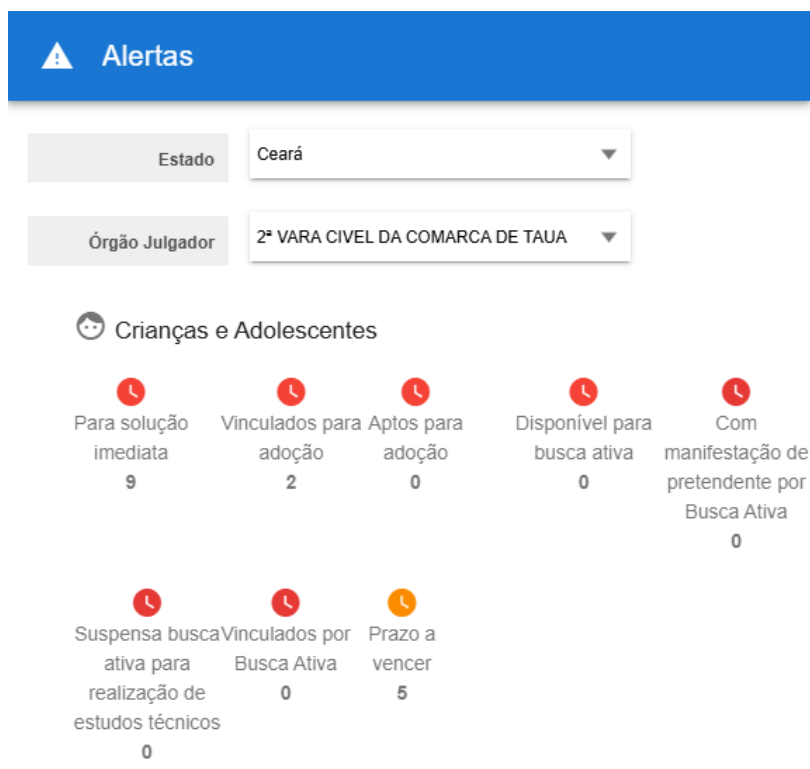 Alertas
Estado
Ceará
Órgão Julgador
2ª VARA CIVEL DA COMARCA DE TAUA
Crianças e Adolescentes
Para solução
imediata
9
Vinculados para
adoção
2
Aptos para
adoção
0
Disponível para
busca ativa
0
Com
manifestação de
pretendente por
Busca Ativa
0
Suspensa busca
ativa para
realização de
estudos técnicos
0
Vinculados por
Busca Ativa
0
Prazo a
vencer
5